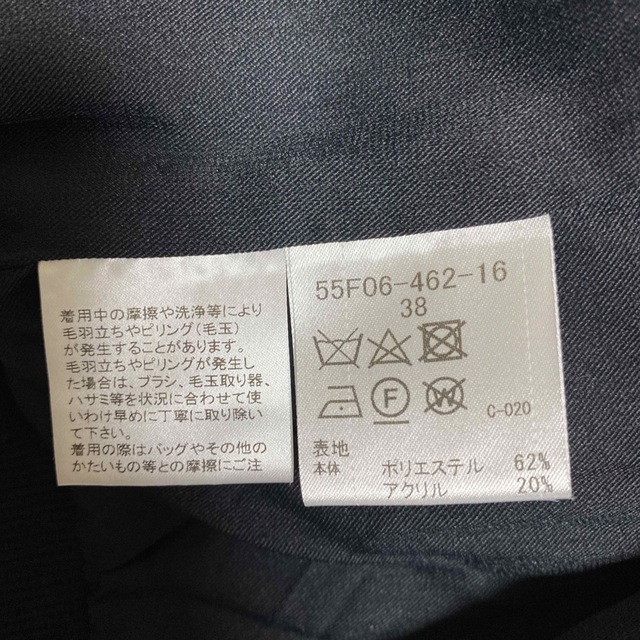 着用中の摩擦や洗浄等により
毛羽立ちやピリング(毛玉)
が発生することがあります。
毛羽立ちやピリングが発生し
た場合は、ブラシ、毛玉取り器、
ハサミ等を状況に合わせて使
いわけ早めに丁寧に取り除い
て下さい。
着用の際はバッグやその他の
かたいもの等との摩擦にご注
55F06-462-16
38
F W
C-020
表地
本体 ポリエステル 62%
アクリル 20%